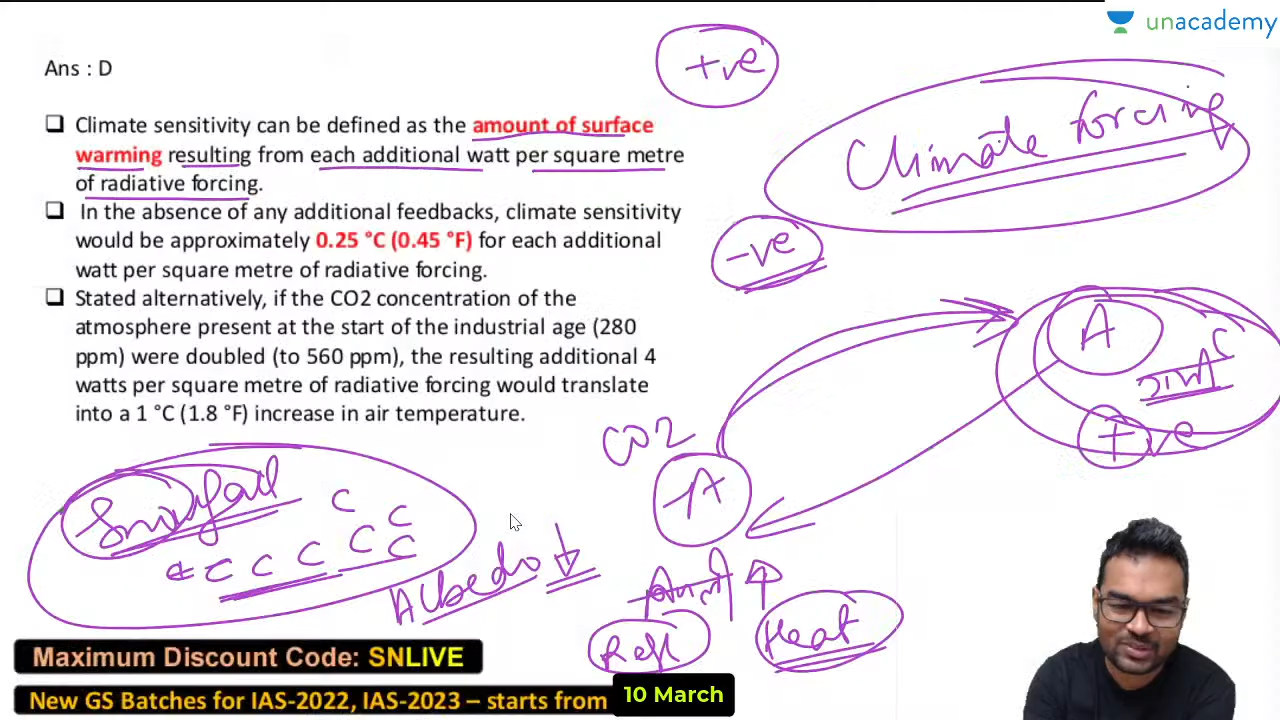 unacademy
Ans : D
❑ Climate sensitivity can be defined as the amount of surface
warming resulting from each additional watt per square metre
of radiative forcing.
❑ In the absence of any additional feedbacks, climate sensitivity
would be approximately 0.25 °C (0.45 °F) for each additional
watt per square metre of radiative forcing.
❑ Stated alternatively, if the CO2 concentration of the
atmosphere present at the start of the industrial age (280
ppm) were doubled (to 560 ppm), the resulting additional 4
watts per square metre of radiative forcing would translate
into a 1 °C (1.8 °F) increase in air temperature.
+ve
Climate forcing
-ve
A
+ve
CO2
A
Snowfall
C
C
C C
C C C
Albedo ↓
Refl
Heat
Maximum Discount Code: SNLIVE
New GS Batches for IAS-2022, IAS-2023 – starts from 10 March